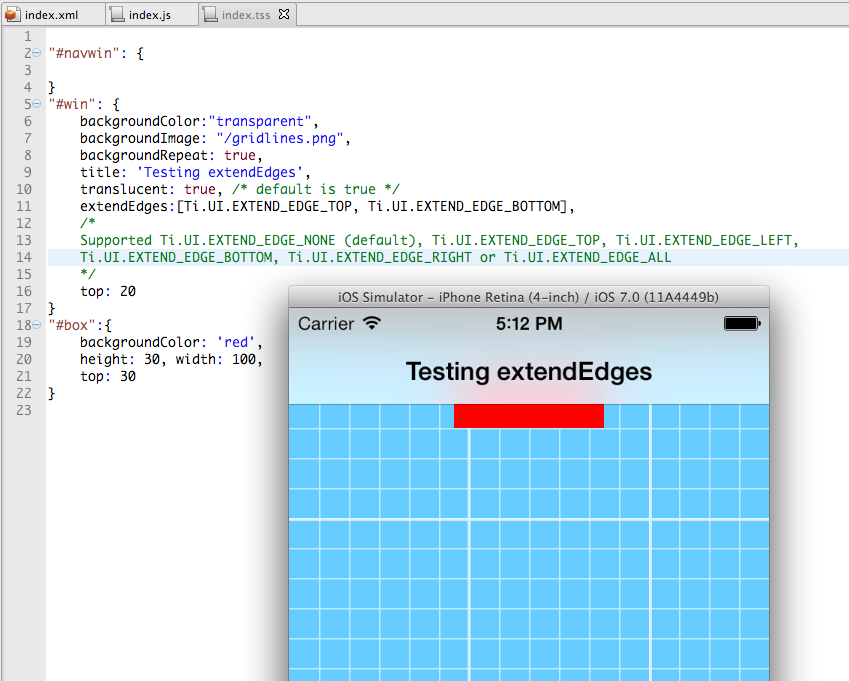 index.xml index.js index.tss
1
2 "#navwin": {
3
4 }
5 "#win": {
6 backgroundColor:"transparent",
7 backgroundImage: "/gridlines.png",
8 backgroundRepeat: true,
9 title: 'Testing extendEdges',
10 translucent: true, /* default is true */
11 extendEdges:[Ti.UI.EXTEND_EDGE_TOP, Ti.UI.EXTEND_EDGE_BOTTOM],
12 /*
13 Supported Ti.UI.EXTEND_EDGE_NONE (default), Ti.UI.EXTEND_EDGE_TOP, Ti.UI.EXTEND_EDGE_LEFT,
14 Ti.UI.EXTEND_EDGE_BOTTOM, Ti.UI.EXTEND_EDGE_RIGHT or Ti.UI.EXTEND_EDGE_ALL
15 */
16 top: 20
17 }
18 "#box":{
19 backgroundColor: 'red',
20 height: 30, width: 100,
21 top: 30
22 }
23
iOS Simulator – iPhone Retina (4-inch) / iOS 7.0 (11A4449b)
Carrier 5:12 PM
Testing extendEdges